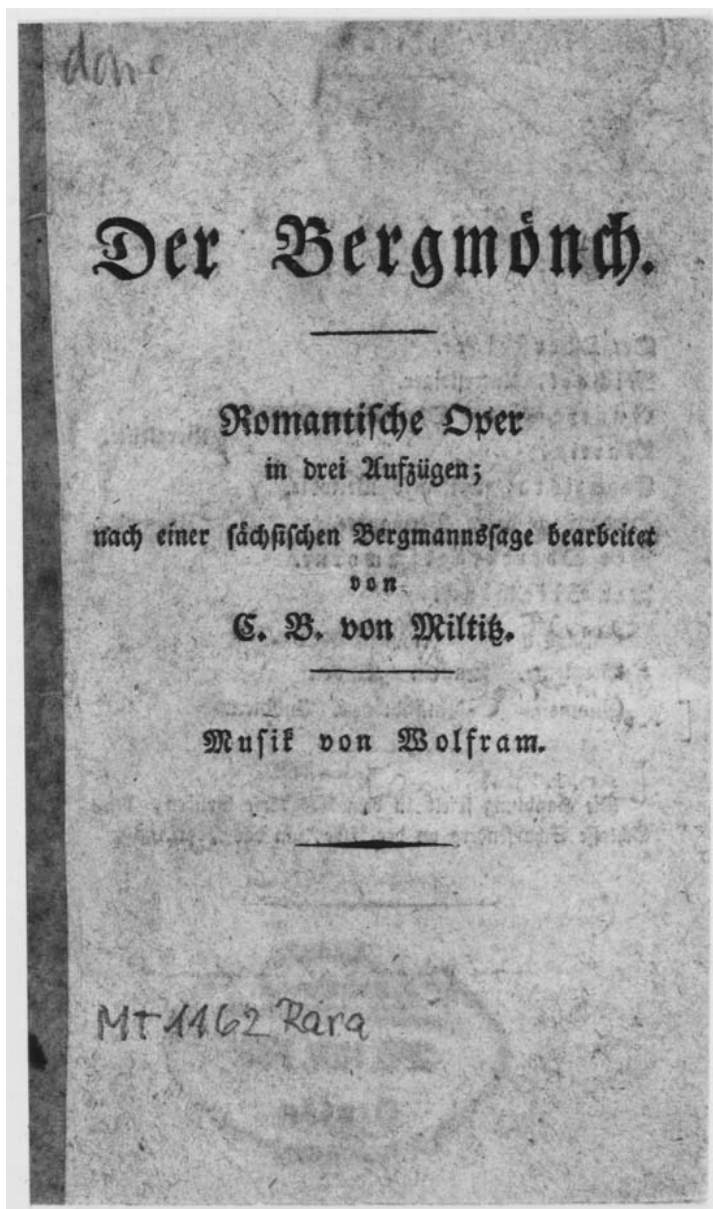 Der Bergmönch.
Romantische Oper
in drei Aufzügen;
nach einer sächsischen Bergmannssage bearbeitet
von
C. B. von Miltitz.
Musik von Wolfram.
MT 1162 Rara